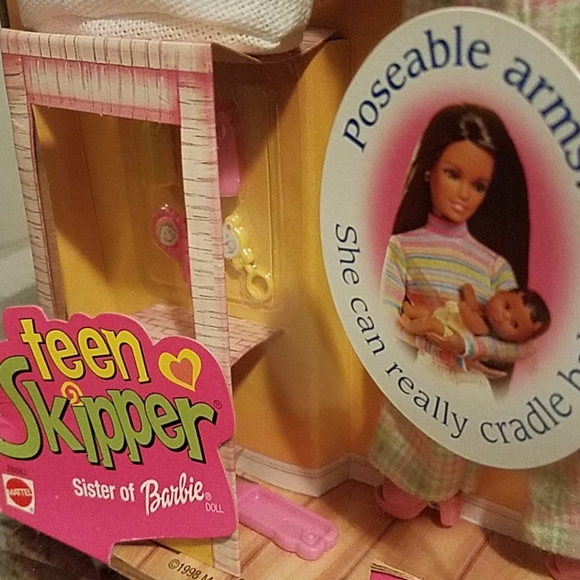 Poseable arms!
She can really cradle
teen
Skipper®
Sister of Barbie®
DOLL
MATTEL
©1998 M